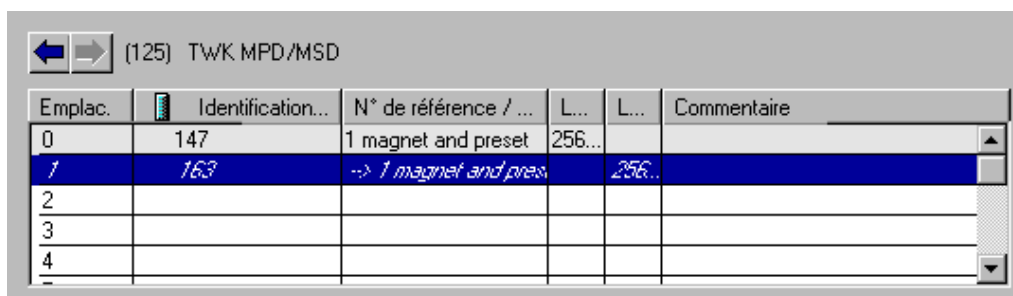 (125) TWK MPD/MSD
Emplac. Identification... N° de référence / ... L... L... Commentaire
0 147 1 magnet and preset 256...
1 163 --> 1 magnet and prese 256...
2
3
4